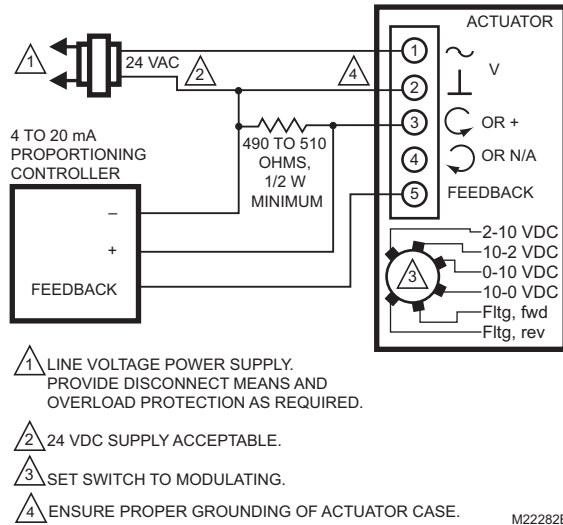 ACTUATOR
1
24 VAC
2
4
1
~
V
2
3
OR +
4 TO 20 mA
PROPORTIONING
CONTROLLER
490 TO 510
OHMS,
1/2 W
MINIMUM
4
OR N/A
5
FEEDBACK
–
+
FEEDBACK
2-10 VDC
10-2 VDC
0-10 VDC
10-0 VDC
Fltg, fwd
Fltg, rev
3
1 LINE VOLTAGE POWER SUPPLY.
PROVIDE DISCONNECT MEANS AND
OVERLOAD PROTECTION AS REQUIRED.
2 24 VDC SUPPLY ACCEPTABLE.
3 SET SWITCH TO MODULATING.
4 ENSURE PROPER GROUNDING OF ACTUATOR CASE.